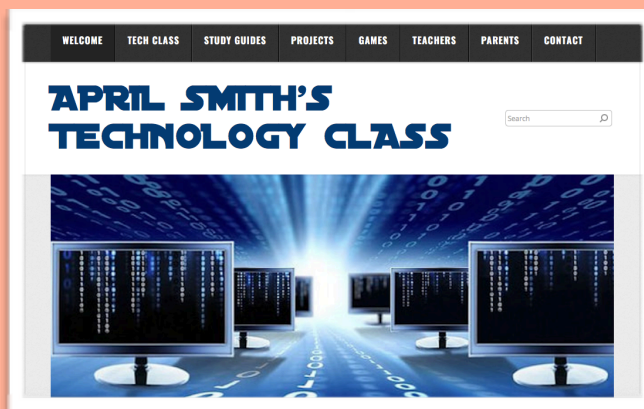 WELCOME TECH CLASS STUDY GUIDES PROJECTS GAMES TEACHERS PARENTS CONTACT
APRIL SMITH'S
TECHNOLOGY CLASS
Search